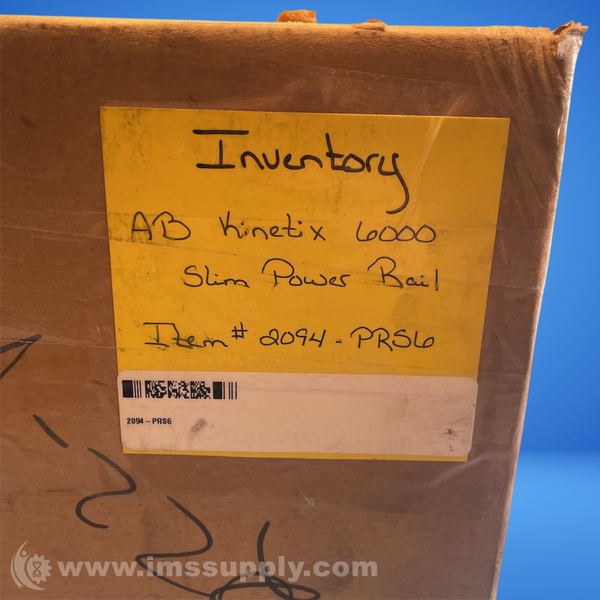 Inventory
AB Kinetix 6000
Slim Power Rail
Item# 2094-PRS6
2094-PRS6
www.imssupply.com